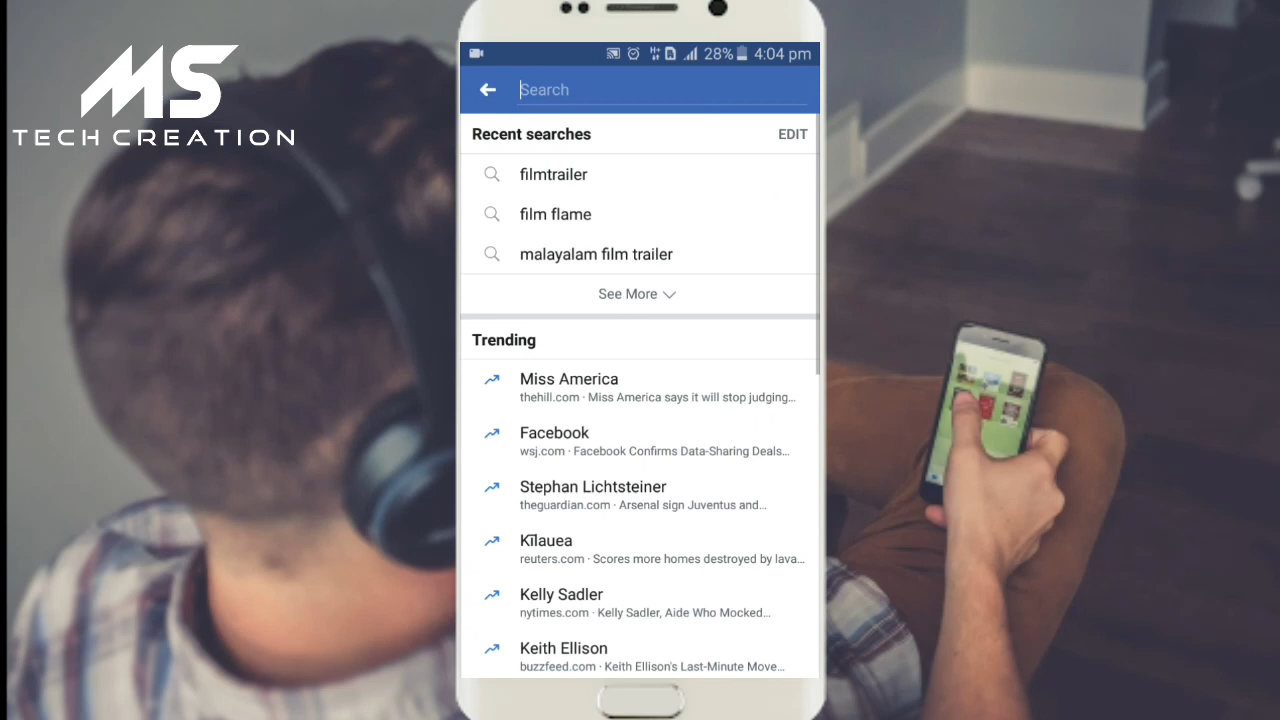 MS
TECH CREATION
28% 4:04 pm
Search
Recent searches
EDIT
filmtrailer
film flame
malayalam film trailer
See More
Trending
Miss America
thehill.com · Miss America says it will stop judging...
Facebook
wsj.com · Facebook Confirms Data-Sharing Deals...
Stephan Lichtsteiner
theguardian.com · Arsenal sign Juventus and...
Kīlauea
reuters.com · Scores more homes destroyed by lava...
Kelly Sadler
nytimes.com · Kelly Sadler, Aide Who Mocked...
Keith Ellison
buzzfeed.com · Keith Ellison's Last-Minute Move...